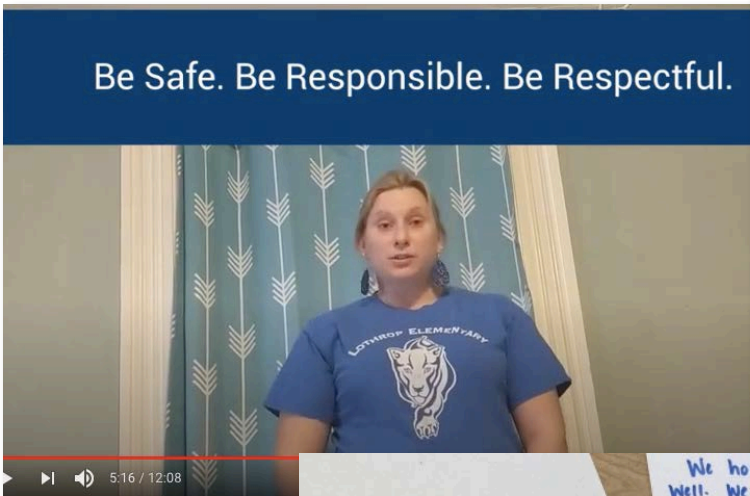 Be Safe. Be Responsible. Be Respectful.
LOTHROP ELEMENTARY
5:16 / 12:08
We ho
Well. We